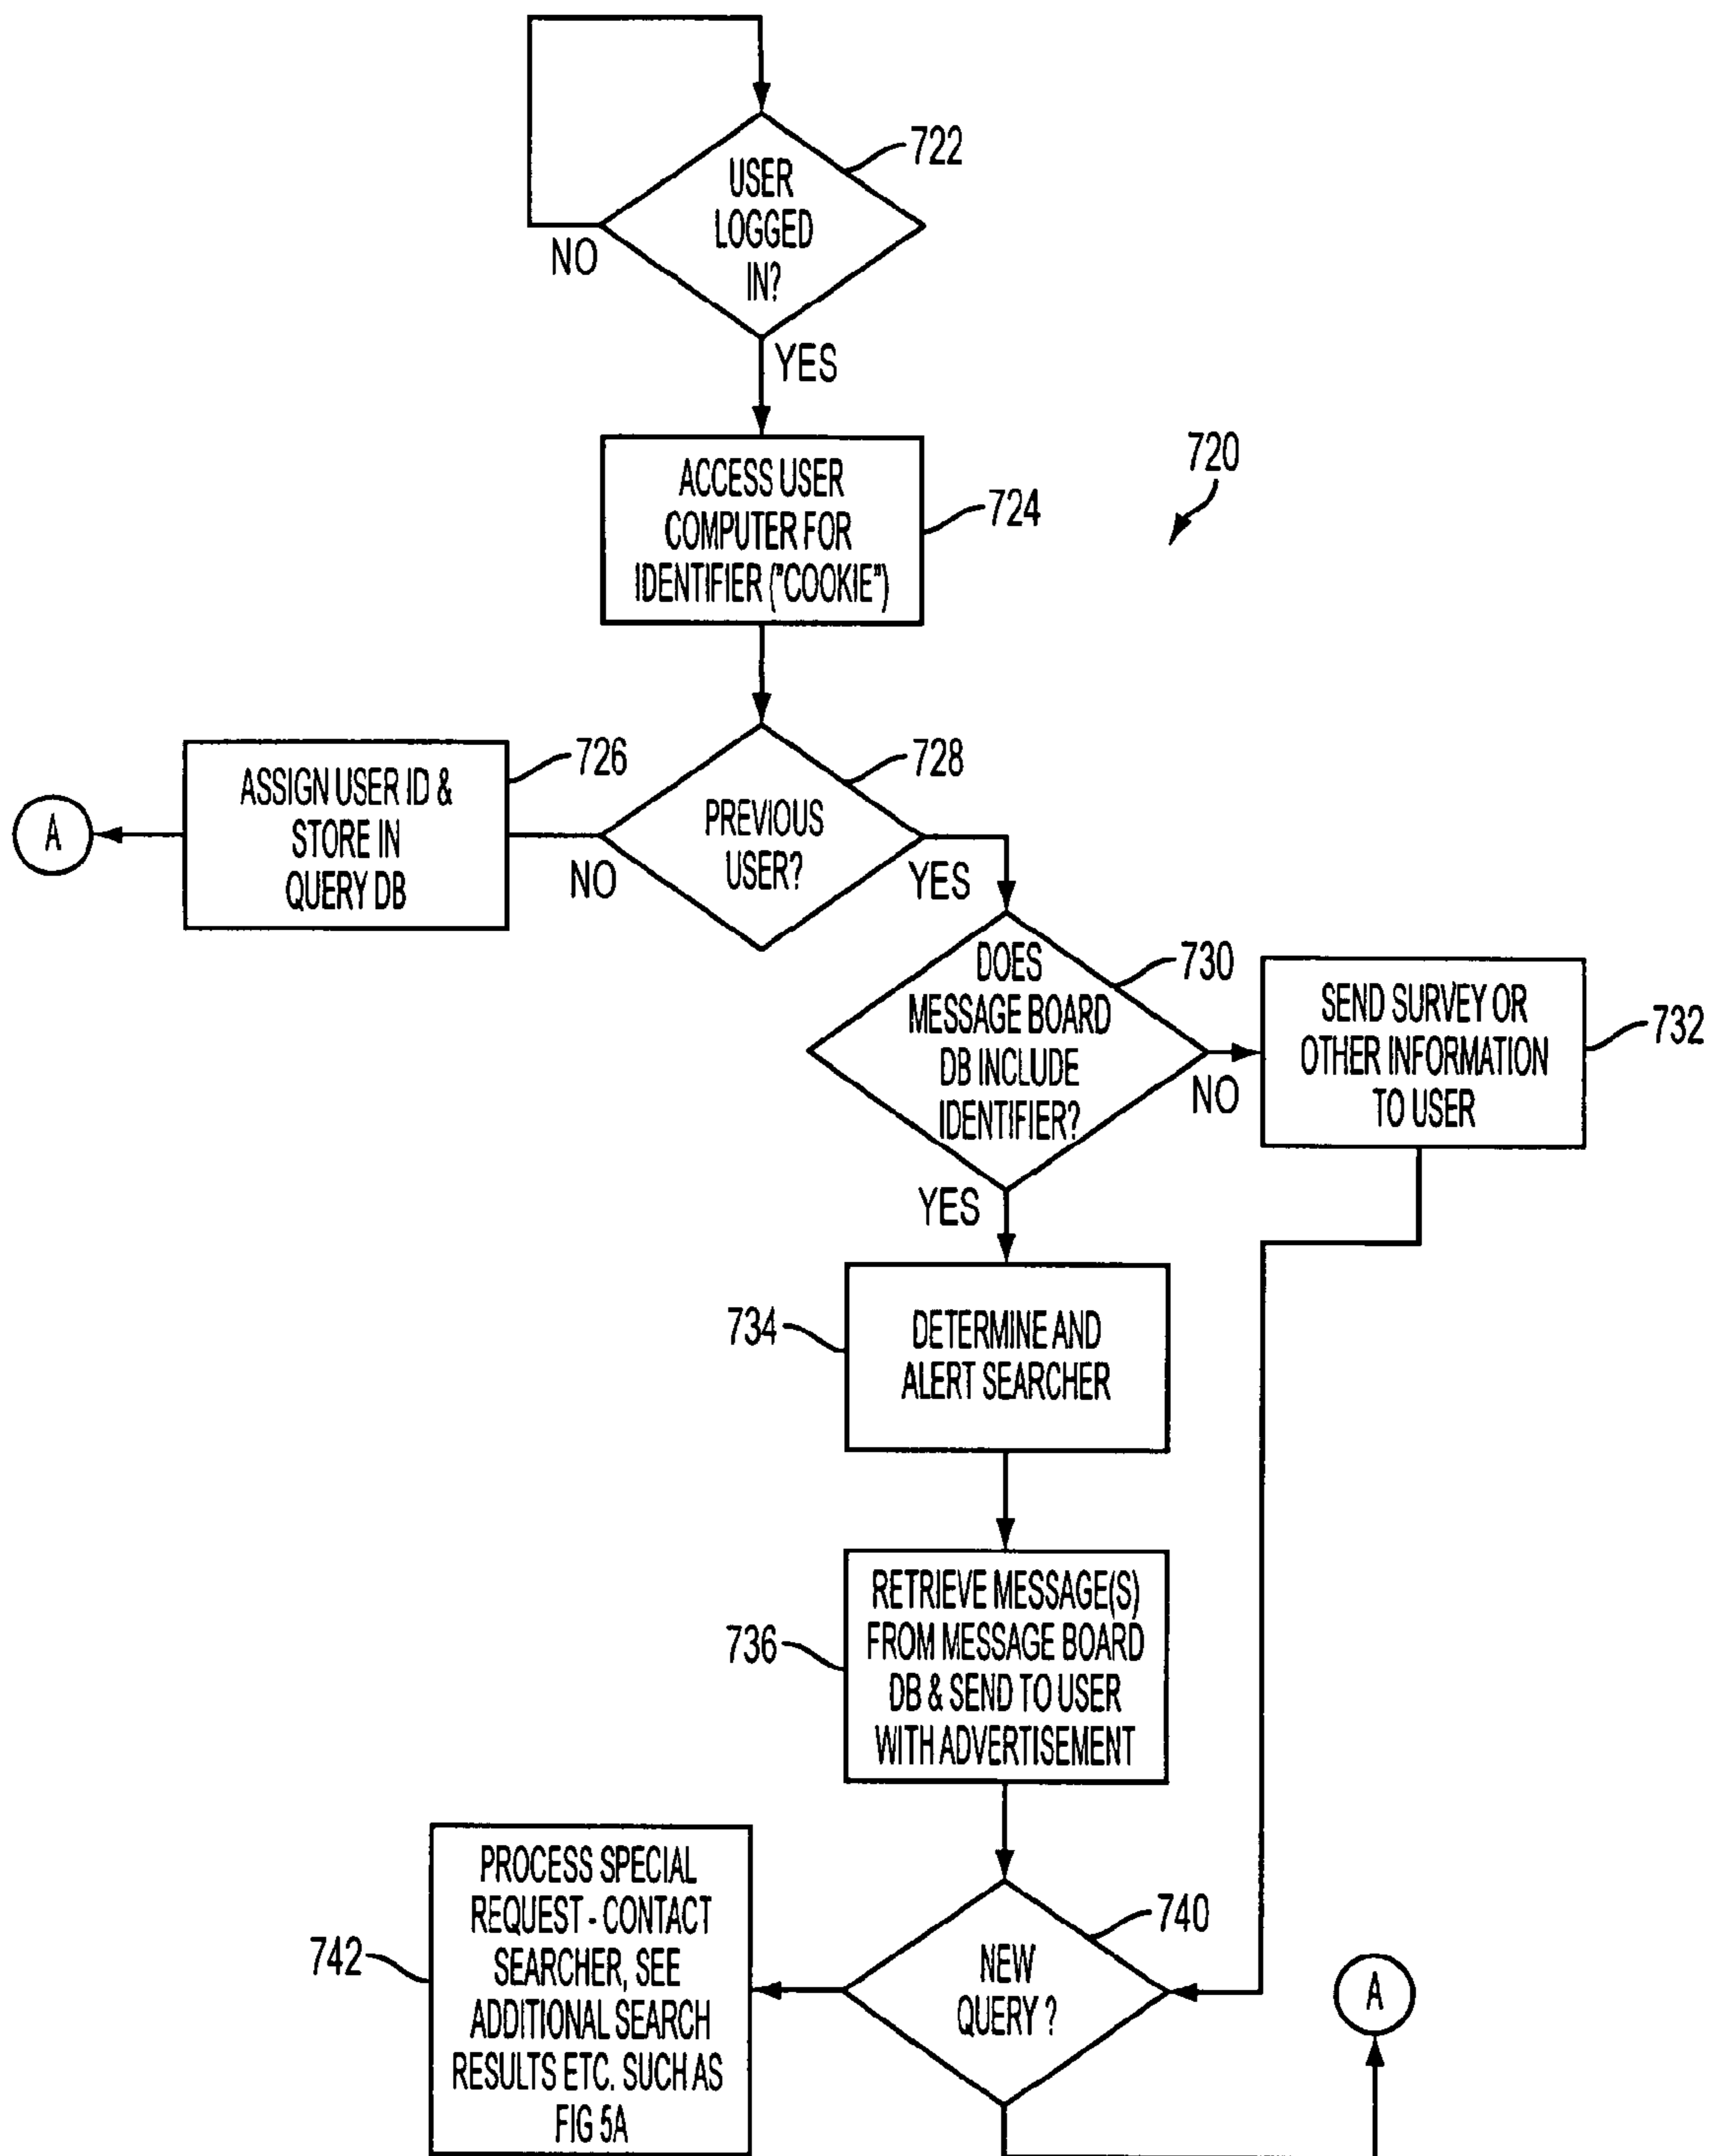 722
USER
LOGGED
IN?
NO
YES
ACCESS USER
COMPUTER FOR
IDENTIFIER ("COOKIE")
724
720
ASSIGN USER ID &
STORE IN
QUERY DB
726
A
728
PREVIOUS
USER?
NO
YES
DOES
MESSAGE BOARD
DB INCLUDE
IDENTIFIER?
730
NO
YES
SEND SURVEY OR
OTHER INFORMATION
TO USER
732
734
DETERMINE AND
ALERT SEARCHER
736
RETRIEVE MESSAGE(S)
FROM MESSAGE BOARD
DB & SEND TO USER
WITH ADVERTISEMENT
740
NEW
QUERY ?
742
PROCESS SPECIAL
REQUEST - CONTACT
SEARCHER, SEE
ADDITIONAL SEARCH
RESULTS ETC. SUCH AS
FIG 5A
A